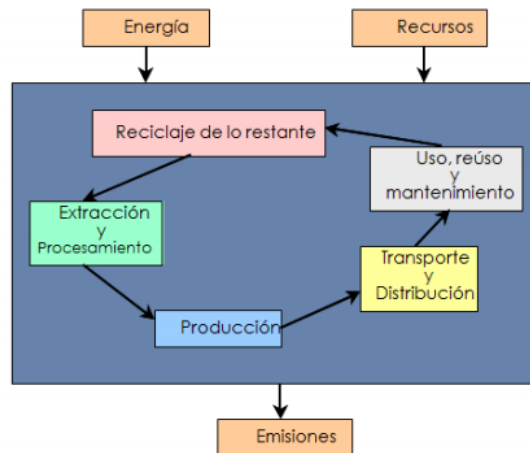 Energía
Recursos
Reciclaje de lo restante
Uso, reúso
y
mantenimiento
Extracción
y
Procesamiento
Transporte
y
Distribución
Producción
Emisiones